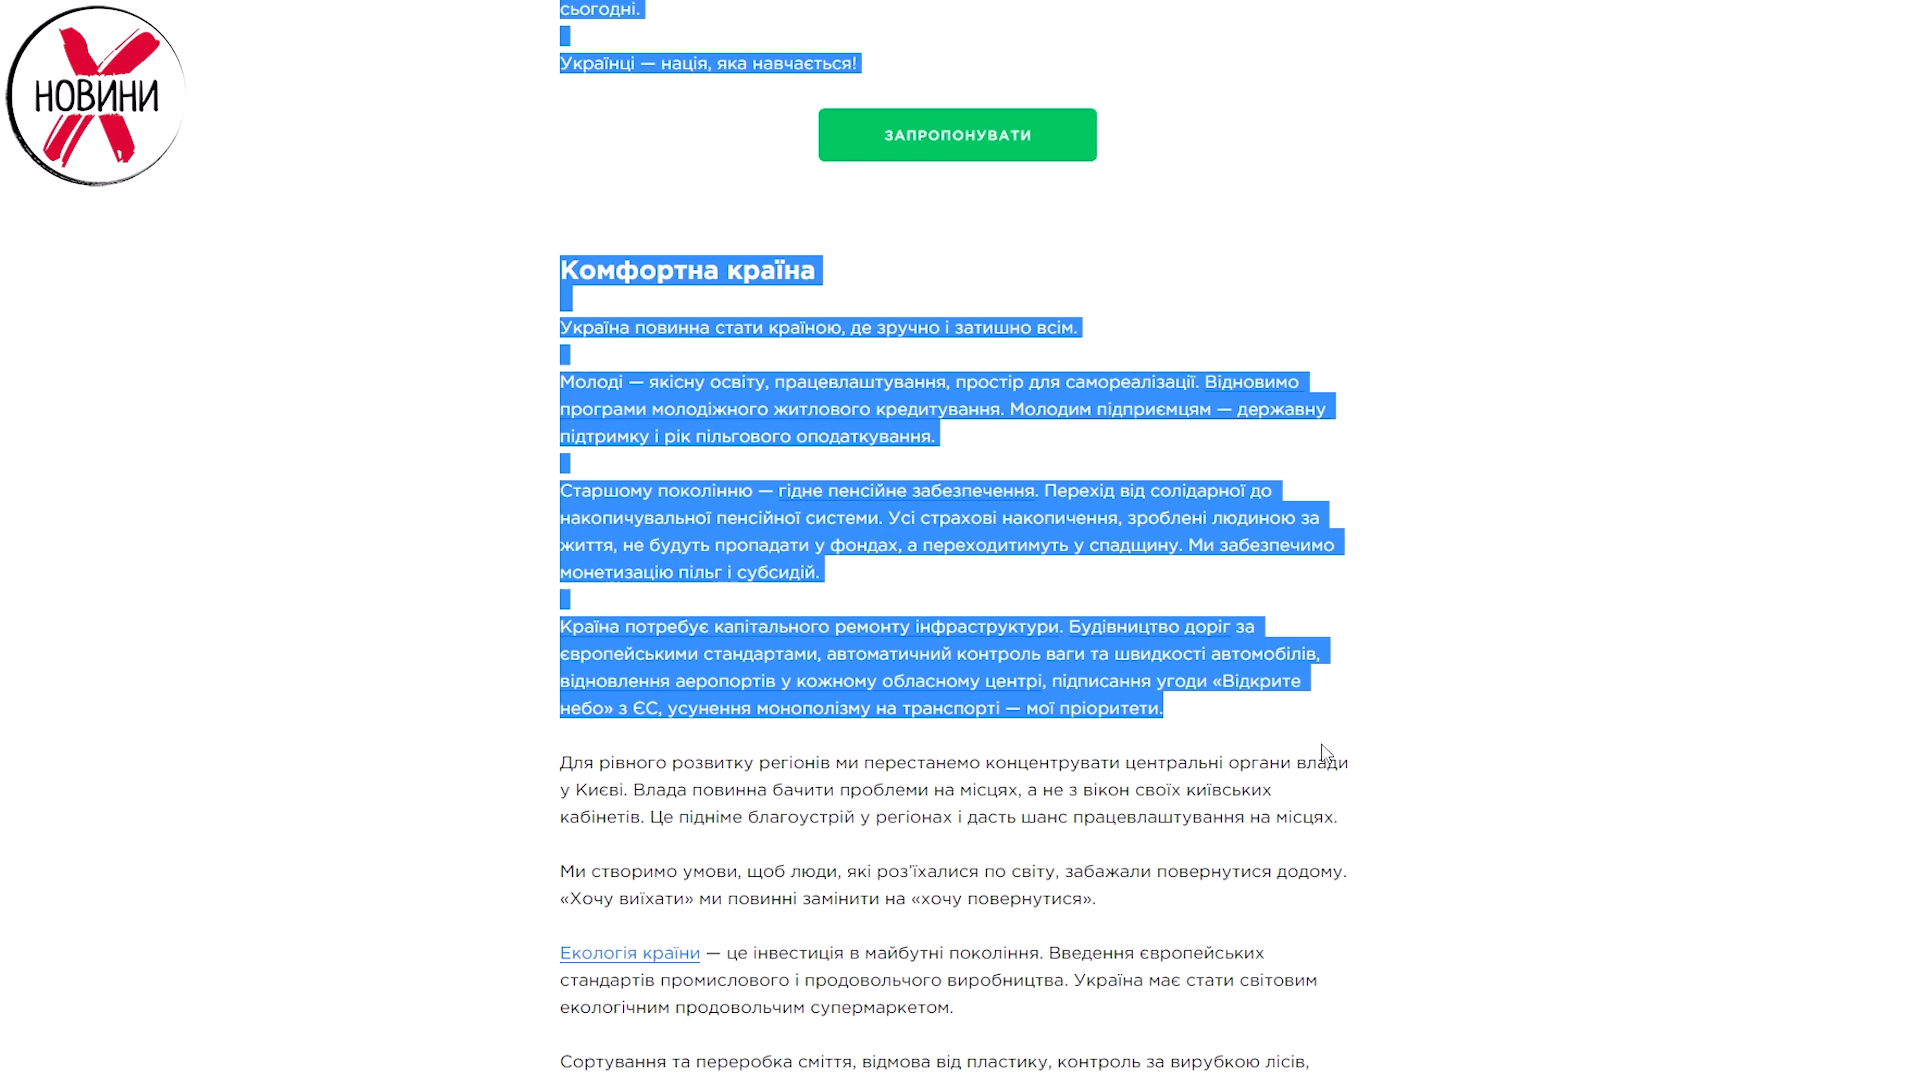 сьогодні.
НОВИНИ
Українці — нація, яка навчається!
ЗАПРОПОНУВАТИ
Комфортна країна
Україна повинна стати країною, де зручно і затишно всім.
Молоді — якісну освіту, працевлаштування, простір для самореалізації. Відновимо
програми молодіжного житлового кредитування. Молодим підприємцям — державну
підтримку і рік пільгового оподаткування.
Старшому поколінню — гідне пенсійне забезпечення. Перехід від солідарної до
накопичувальної пенсійної системи. Усі страхові накопичення, зроблені людиною за
життя, не будуть пропадати у фондах, а переходитимуть у спадщину. Ми забезпечимо
монетизацію пільг і субсидій.
Країна потребує капітального ремонту інфраструктури. Будівництво доріг за
європейськими стандартами, автоматичний контроль ваги та швидкості автомобілів,
відновлення аеропортів у кожному обласному центрі, підписання угоди «Відкрите
небо» з ЄС, усунення монополізму на транспорті — мої пріоритети.
Для рівного розвитку регіонів ми перестанемо концентрувати центральні органи влади
у Києві. Влада повинна бачити проблеми на місцях, а не з вікон своїх київських
кабінетів. Це підніме благоустрій у регіонах і дасть шанс працевлаштування на місцях.
Ми створимо умови, щоб люди, які роз'їхалися по світу, забажали повернутися додому.
«Хочу виїхати» ми повинні замінити на «хочу повернутися».
Екологія країни — це інвестиція в майбутні покоління. Введення європейських
стандартів промислового і продовольчого виробництва. Україна має стати світовим
екологічним продовольчим супермаркетом.
Сортування та переробка сміття, відмова від пластику, контроль за вирубкою лісів,